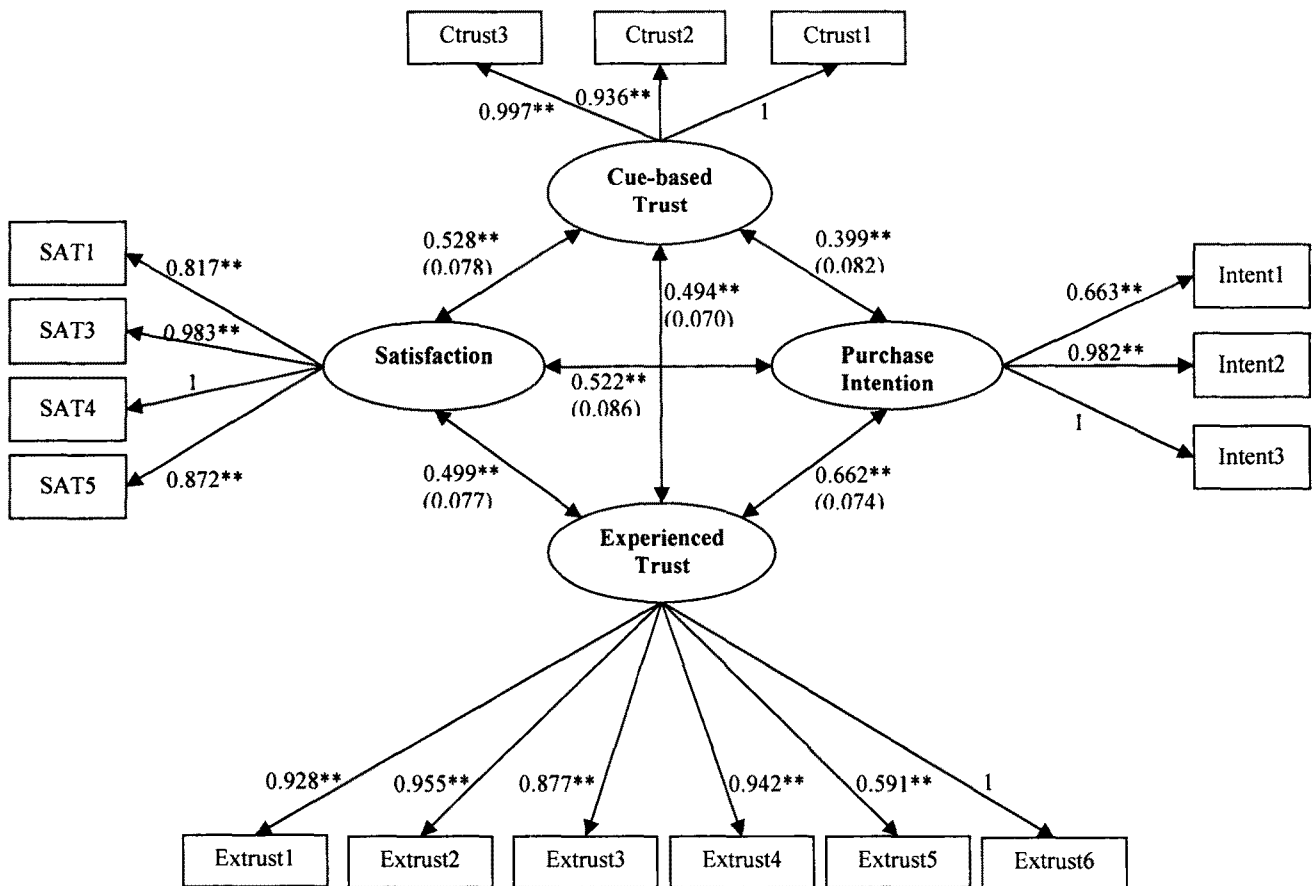 Ctrust3
Ctrust2
Ctrust1
0.997**
0.936**
1
Cue-based
Trust
SAT1
SAT3
SAT4
SAT5
0.817**
0.983**
1
0.872**
0.528**
(0.078)
0.399**
(0.082)
0.494**
(0.070)
Satisfaction
0.522**
(0.086)
Purchase
Intention
0.663**
0.982**
1
Intent1
Intent2
Intent3
0.499**
(0.077)
0.662**
(0.074)
Experienced
Trust
0.928**
0.955**
0.877**
0.942**
0.591**
1
Extrust1
Extrust2
Extrust3
Extrust4
Extrust5
Extrust6